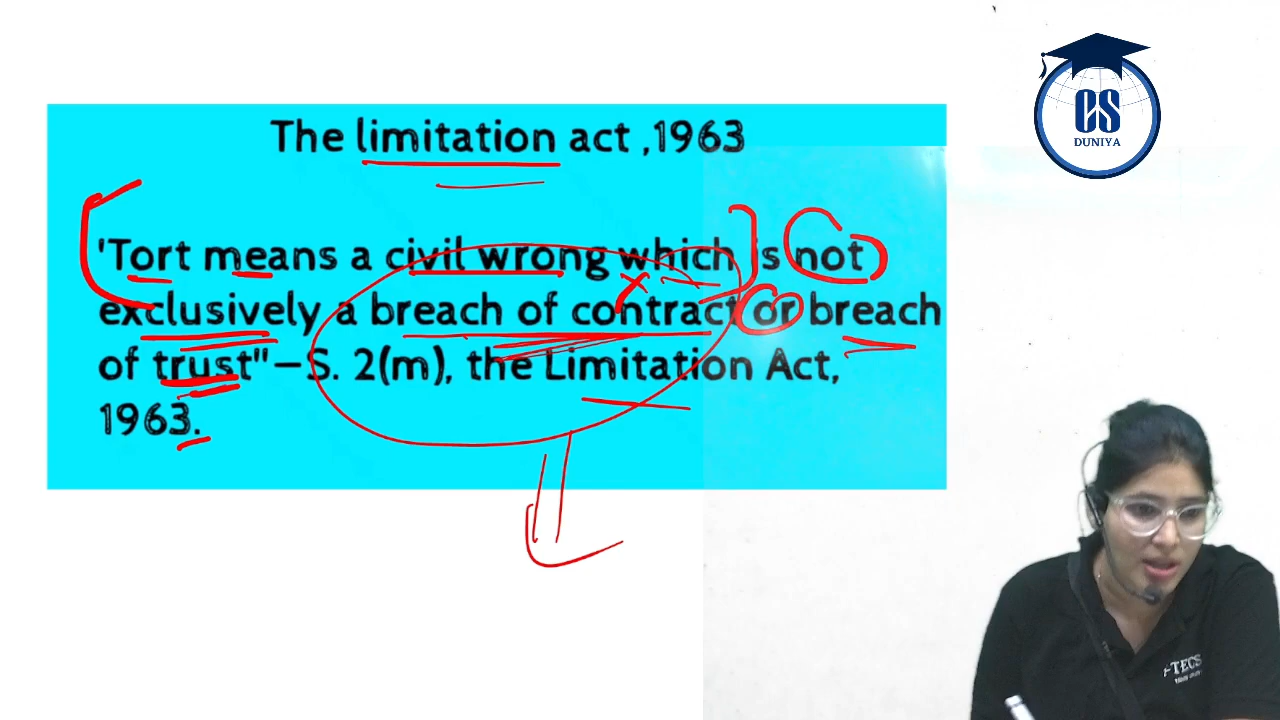 The limitation act ,1963
'Tort means a civil wrong which is not
exclusively a breach of contract or breach
of trust"–S. 2(m), the Limitation Act,
1963.
CS
DUNIYA
TECS